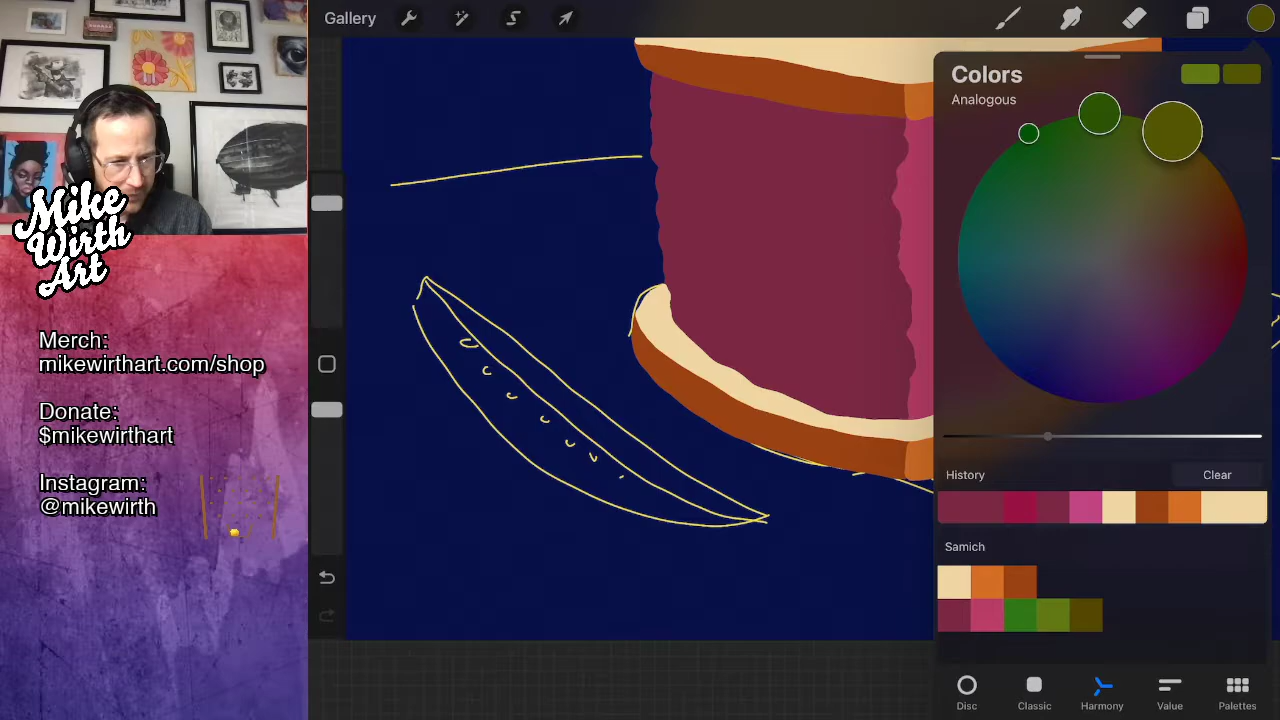 Mike
Wirth
Art
Merch:
mikewirthart.com/shop
Donate:
$mikewirthart
Instagram:
@mikewirth
Gallery
Colors
Analogous
History
Clear
Samich
Disc
Classic
Harmony
Value
Palettes